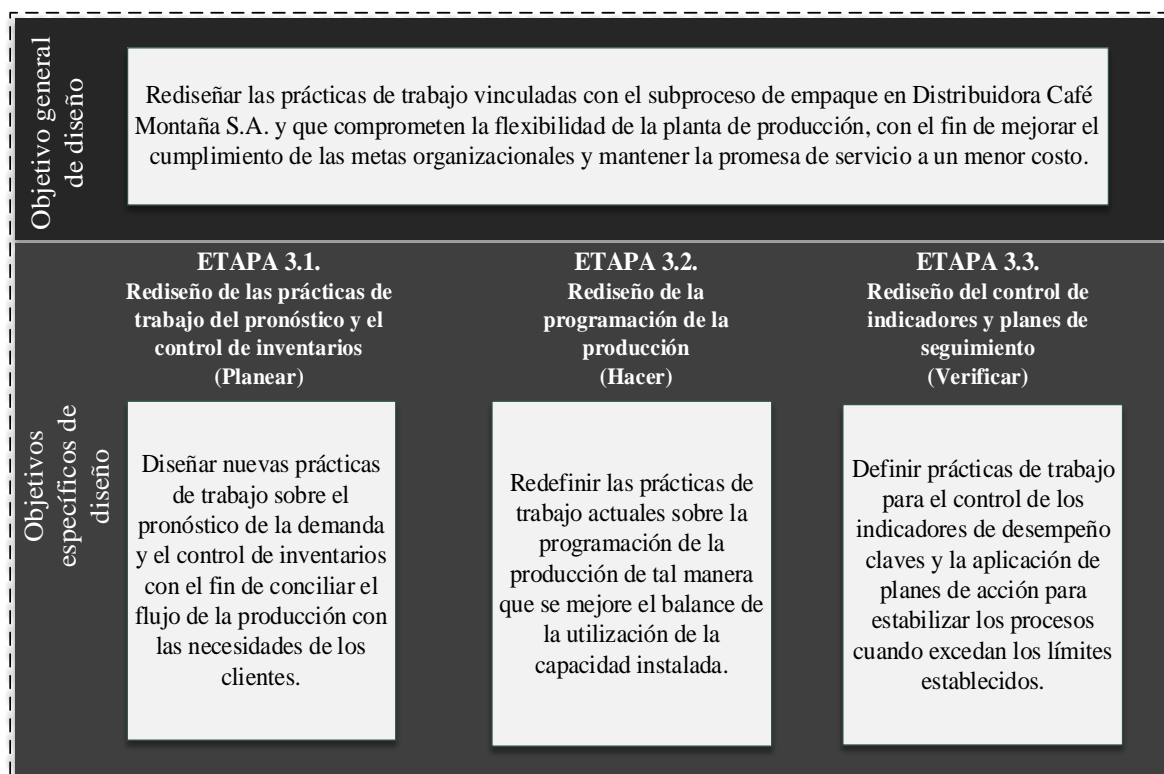 Objetivo general
de diseño
Rediseñar las prácticas de trabajo vinculadas con el subproceso de empaque en Distribuidora Café
Montaña S.A. y que comprometen la flexibilidad de la planta de producción, con el fin de mejorar el
cumplimiento de las metas organizacionales y mantener la promesa de servicio a un menor costo.
Objetivos
específicos de
diseño
ETAPA 3.1.
Rediseño de las prácticas de
trabajo del pronóstico y el
control de inventarios
(Planear)
Diseñar nuevas prácticas
de trabajo sobre el
pronóstico de la demanda
y el control de inventarios
con el fin de conciliar el
flujo de la producción con
las necesidades de los
clientes.
ETAPA 3.2.
Rediseño de la
programación de la
producción
(Hacer)
Redefinir las prácticas de
trabajo actuales sobre la
programación de la
producción de tal manera
que se mejore el balance de
la utilización de la
capacidad instalada.
ETAPA 3.3.
Rediseño del control de
indicadores y planes de
seguimiento
(Verificar)
Definir prácticas de trabajo
para el control de los
indicadores de desempeño
claves y la aplicación de
planes de acción para
estabilizar los procesos
cuando excedan los límites
establecidos.